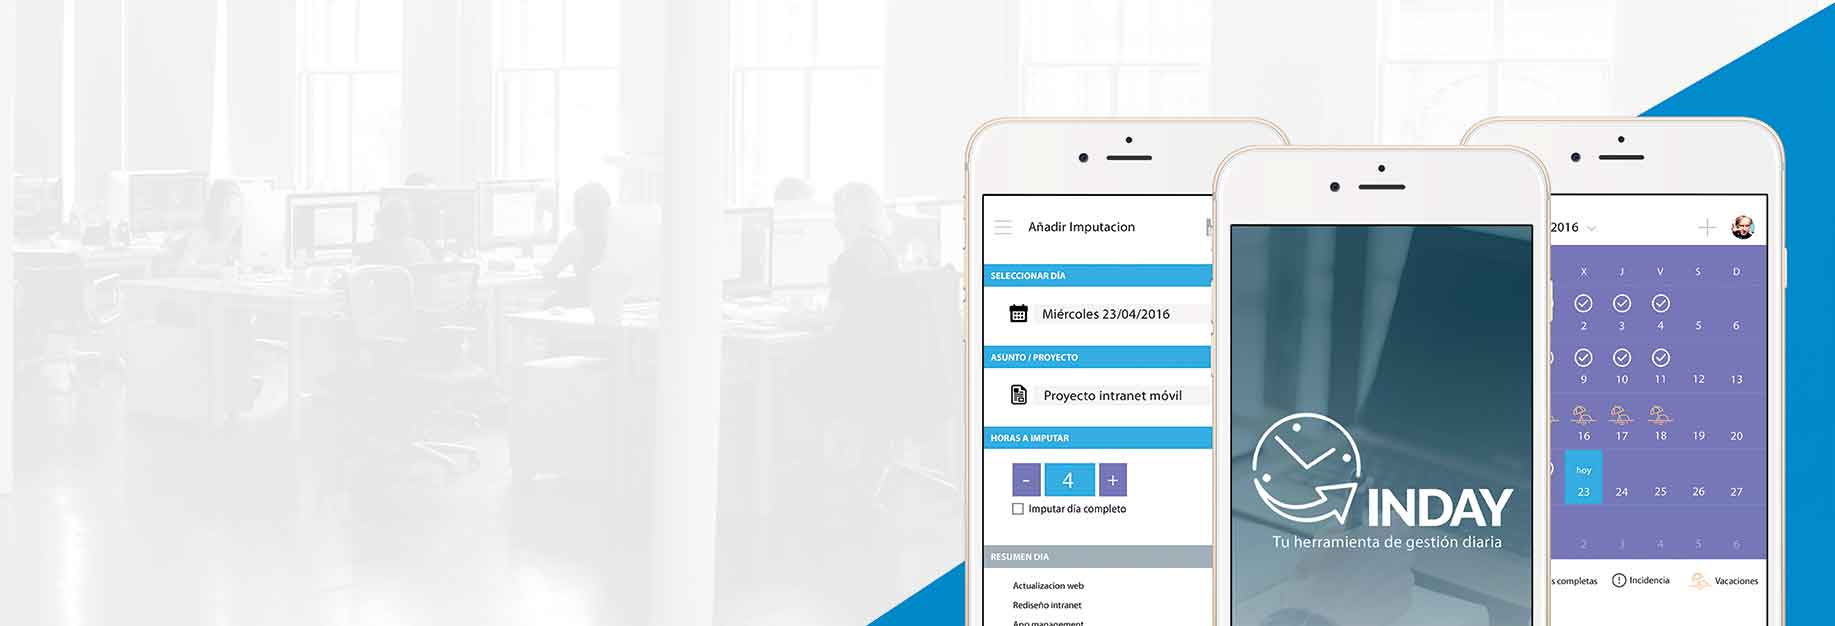 Añadir Imputacion
SELECCIONAR DÍA
Miércoles 23/04/2016
ASUNTO / PROYECTO
Proyecto intranet móvil
HORAS A IMPUTAR
- 4 +
Imputar día completo
RESUMEN DIA
Actualizacion web
Rediseño intranet
App management
INDAY
Tu herramienta de gestión diaria
2016
X J V S D
2 3 4 5 6
9 10 11 12 13
16 17 18 19 20
hoy
23 24 25 26 27
2 3 4 5 6
s completas Incidencia Vacaciones